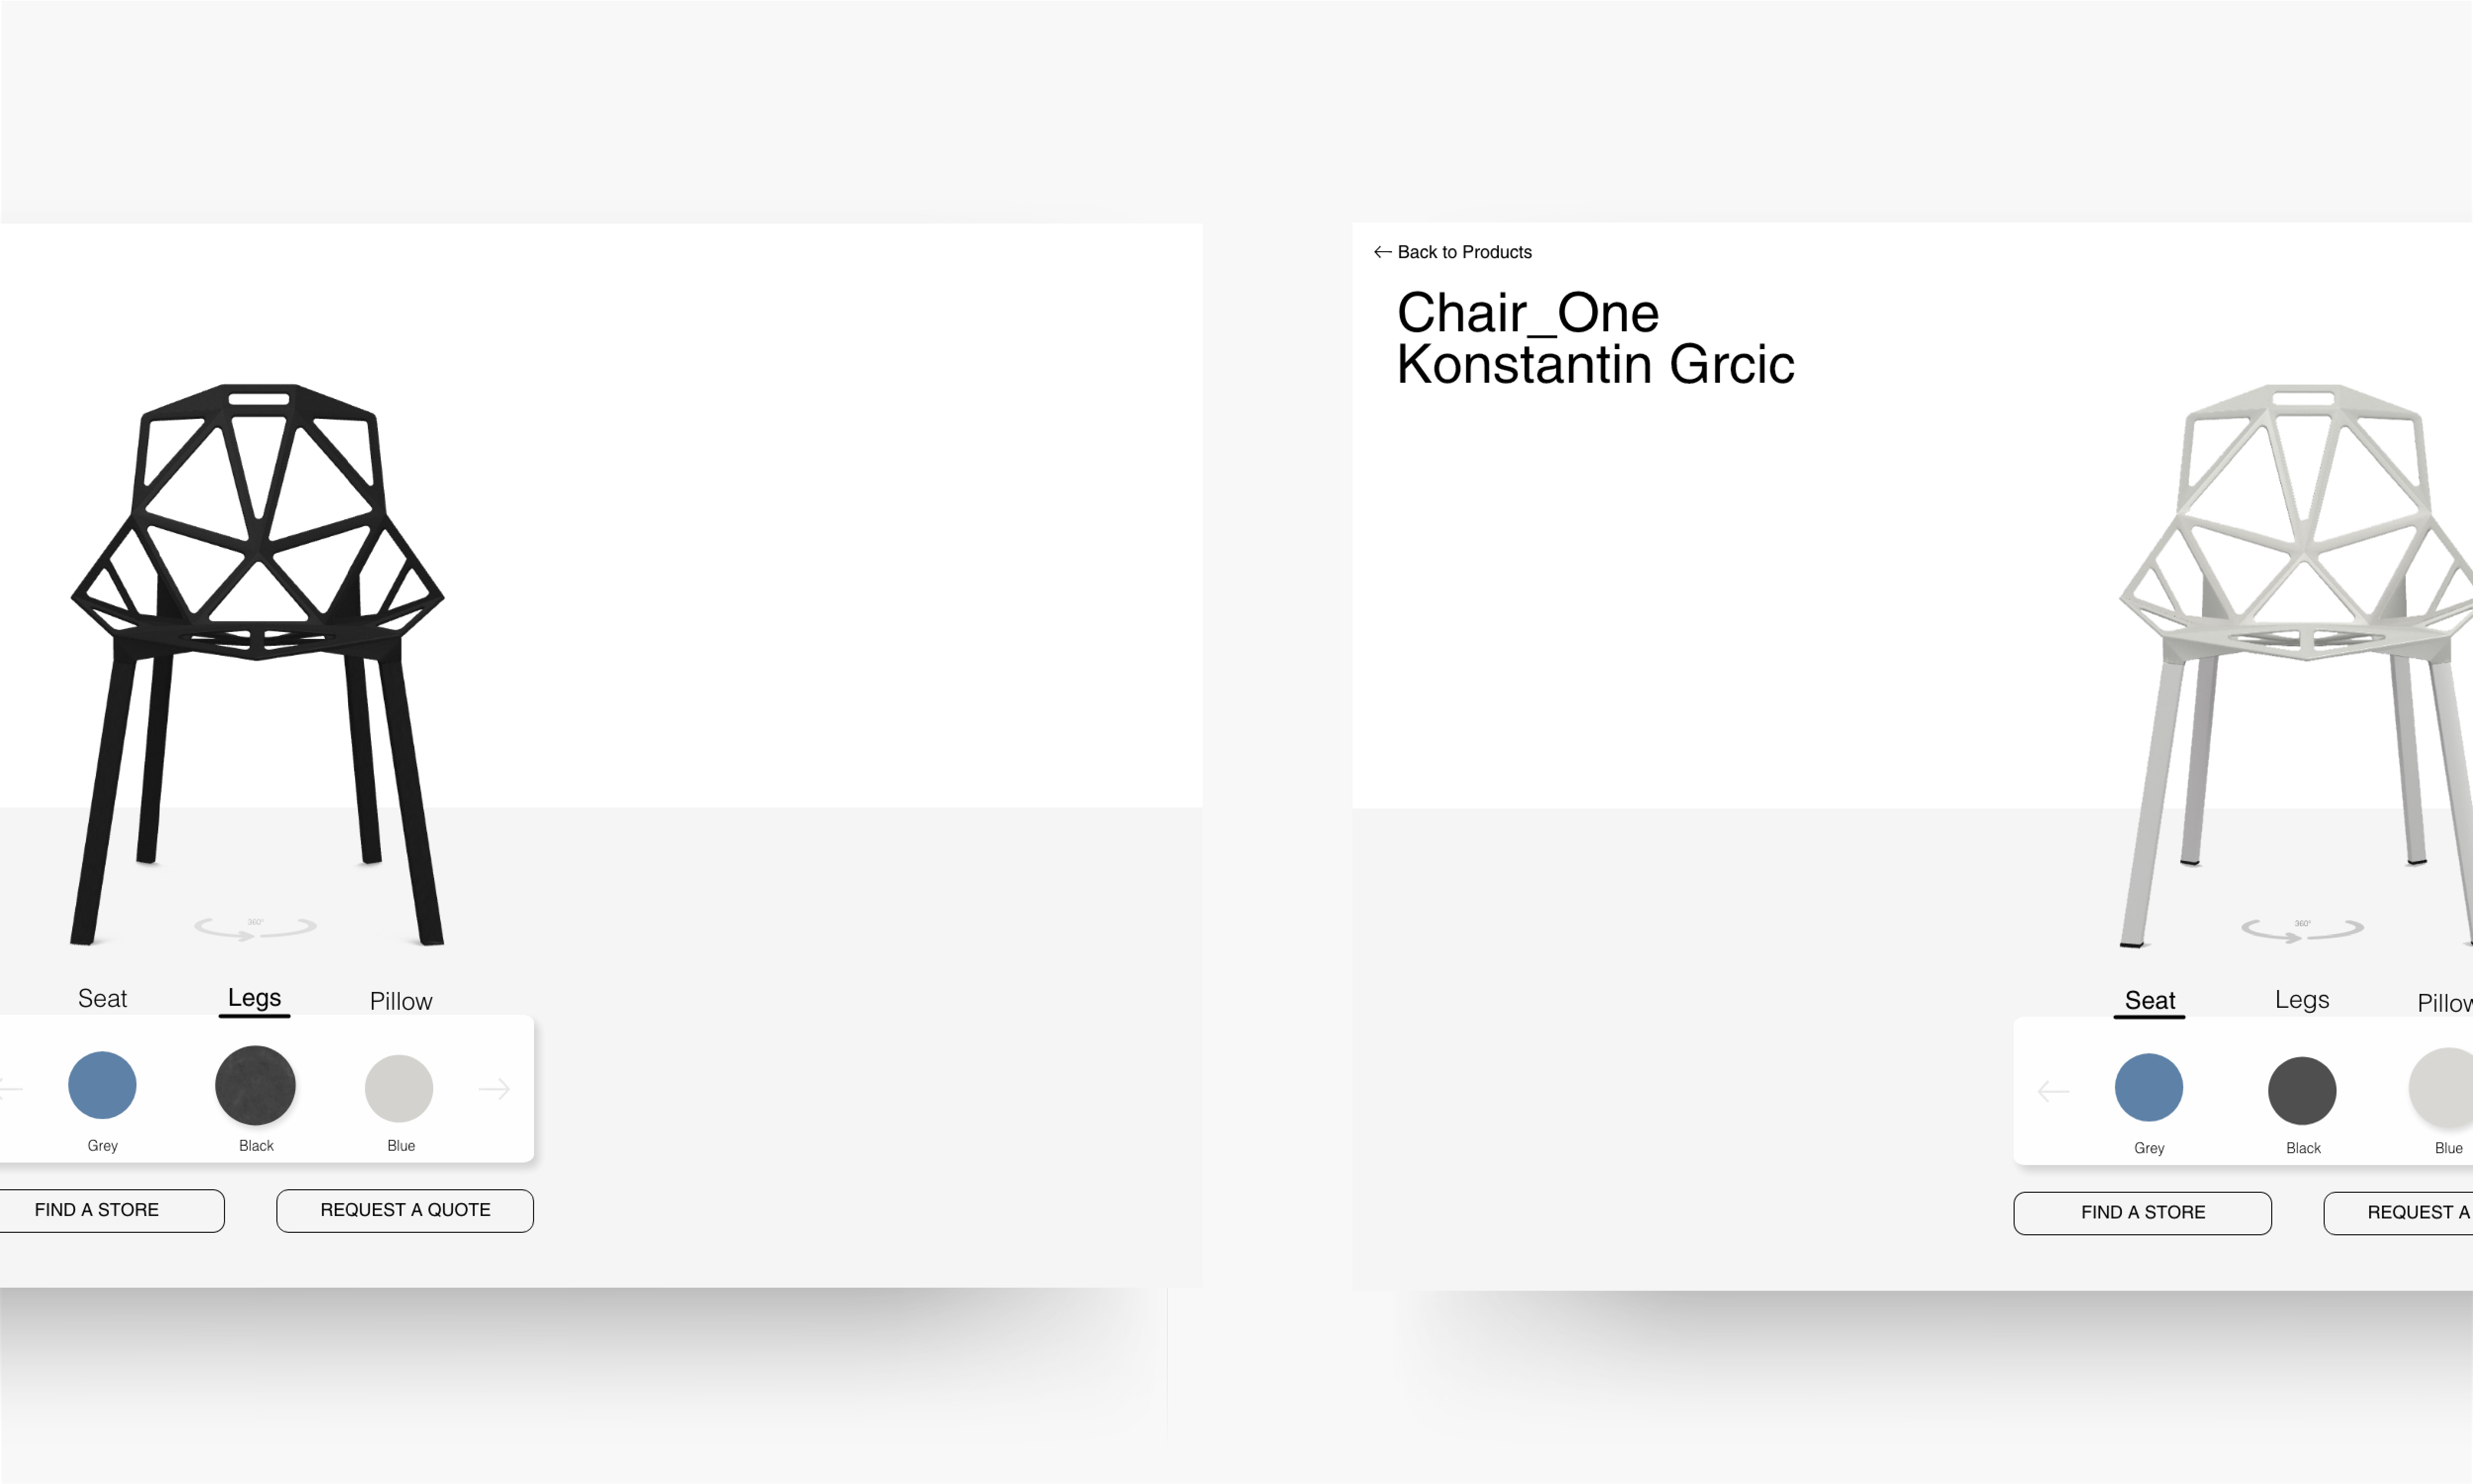 360°
Seat
Legs
Pillow
Grey
Black
Blue
FIND A STORE
REQUEST A QUOTE
← Back to Products
Chair_One
Konstantin Grcic
360°
Seat
Legs
Pillow
Grey
Black
Blue
FIND A STORE
REQUEST A